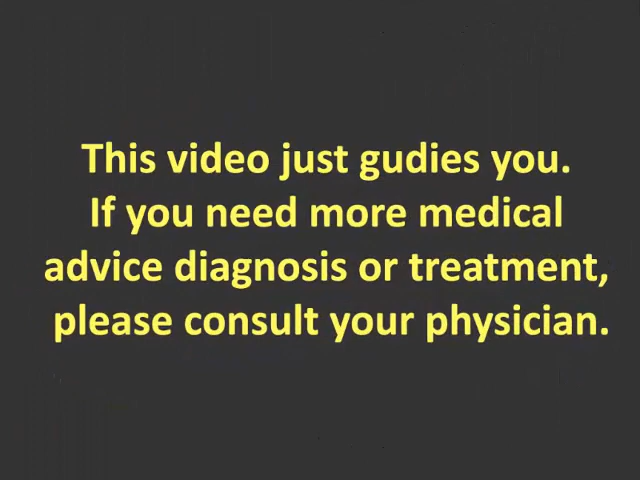 This video just gudies you.
If you need more medical
advice diagnosis or treatment,
please consult your physician.